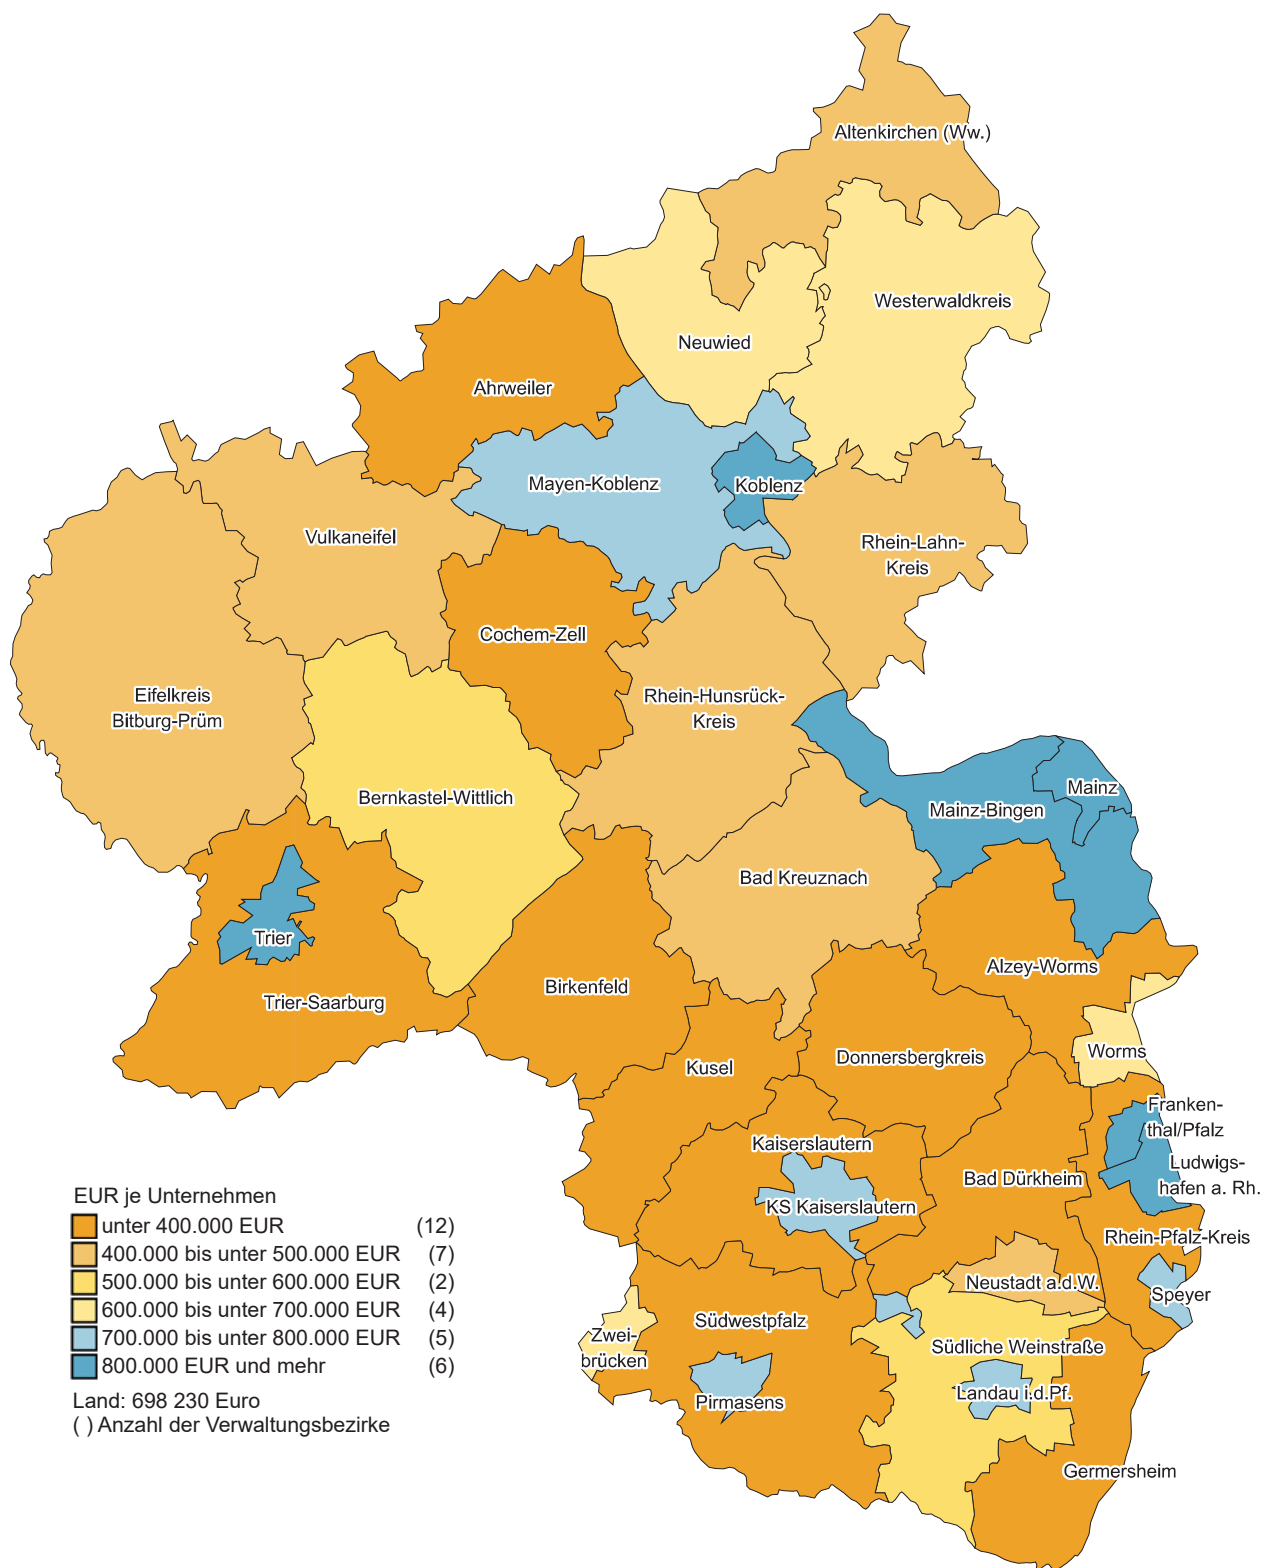 Altenkirchen (Ww.)
Westerwaldkreis
Neuwied
Ahrweiler
Mayen-Koblenz
Koblenz
Vulkaneifel
Rhein-Lahn-
Kreis
Cochem-Zell
Eifelkreis
Bitburg-Prüm
Rhein-Hunsrück-
Kreis
Bernkastel-Wittlich
Mainz
Mainz-Bingen
Bad Kreuznach
Trier
Alzey-Worms
Birkenfeld
Trier-Saarburg
Worms
Donnersbergkreis
Kusel
Franken-
thal/Pfalz
Kaiserslautern
Ludwigs-
hafen a. Rh.
Bad Dürkheim
KS Kaiserslautern
Rhein-Pfalz-Kreis
Neustadt a.d.W.
Speyer
Südwestpfalz
Zwei-
brücken
Südliche Weinstraße
Landau i.d.Pf.
Pirmasens
Germersheim
EUR je Unternehmen
unter 400.000 EUR (12)
400.000 bis unter 500.000 EUR (7)
500.000 bis unter 600.000 EUR (2)
600.000 bis unter 700.000 EUR (4)
700.000 bis unter 800.000 EUR (5)
800.000 EUR und mehr (6)
Land: 698 230 Euro
( ) Anzahl der Verwaltungsbezirke